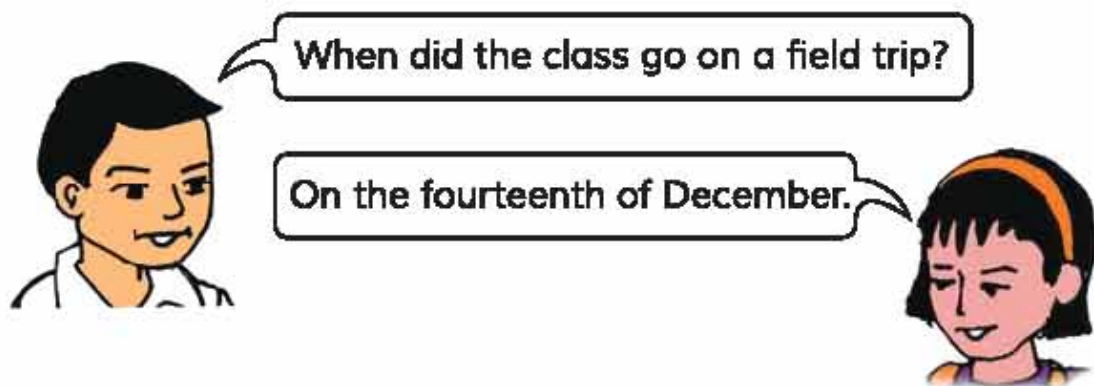 When did the class go on a field trip?
On the fourteenth of December.